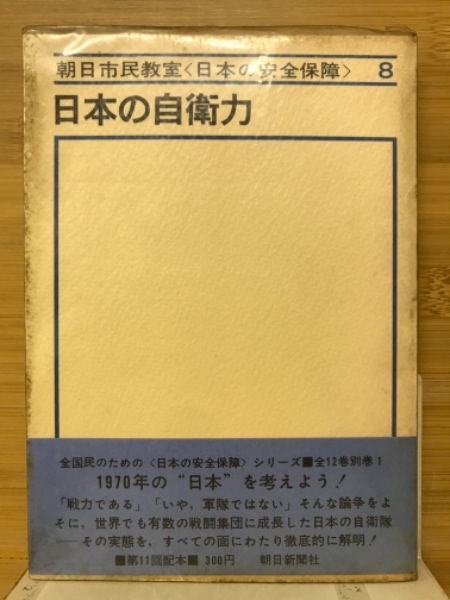 朝日市民教室〈日本の安全保障〉 8
日本の自衛力
全国民のための〈日本の安全保障〉シリーズ■全12巻別巻1
1970年の“日本”を考えよう!
「戦力である」「いや,軍隊ではない」そんな論争をよ
そに,世界でも有数の戦闘集団に成長した日本の自衛隊
――その実態を,すべての面にわたり徹底的に解明!
■第11回配本■ 300円 朝日新聞社